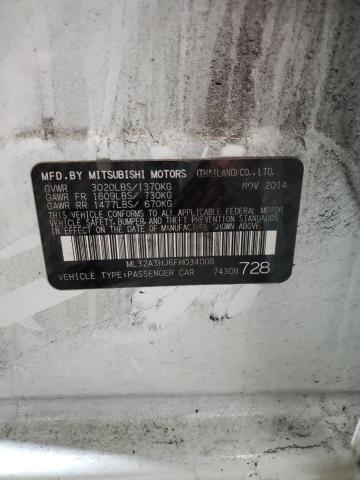 MFD.BY MITSUBISHI MOTORS (THAILAND)CO.,LTD.
GVWR 3020LBS/1370KG NOV 2014
GAWR FR 1609LBS/ 730KG
GAWR RR 1477LBS/ 670KG
THIS VEHICLE CONFORMS TO ALL APPLICABLE FEDERAL MOTOR
VEHICLE SAFETY, BUMPER AND THEFT PREVENTION STANDARDS
IN EFFECT ON THE DATE OF MANUFACTURE SHOWN ABOVE.
ML32A3HJ6FH034008
VEHICLE TYPE:PASSENGER CAR 7430B 728